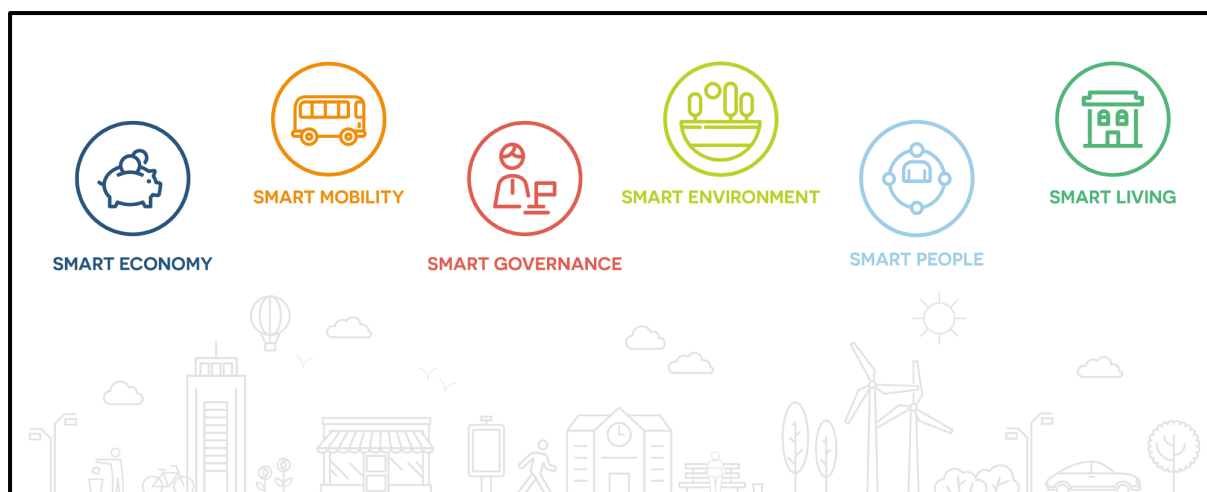 SMART ECONOMY
SMART MOBILITY
SMART GOVERNANCE
SMART ENVIRONMENT
SMART PEOPLE
SMART LIVING